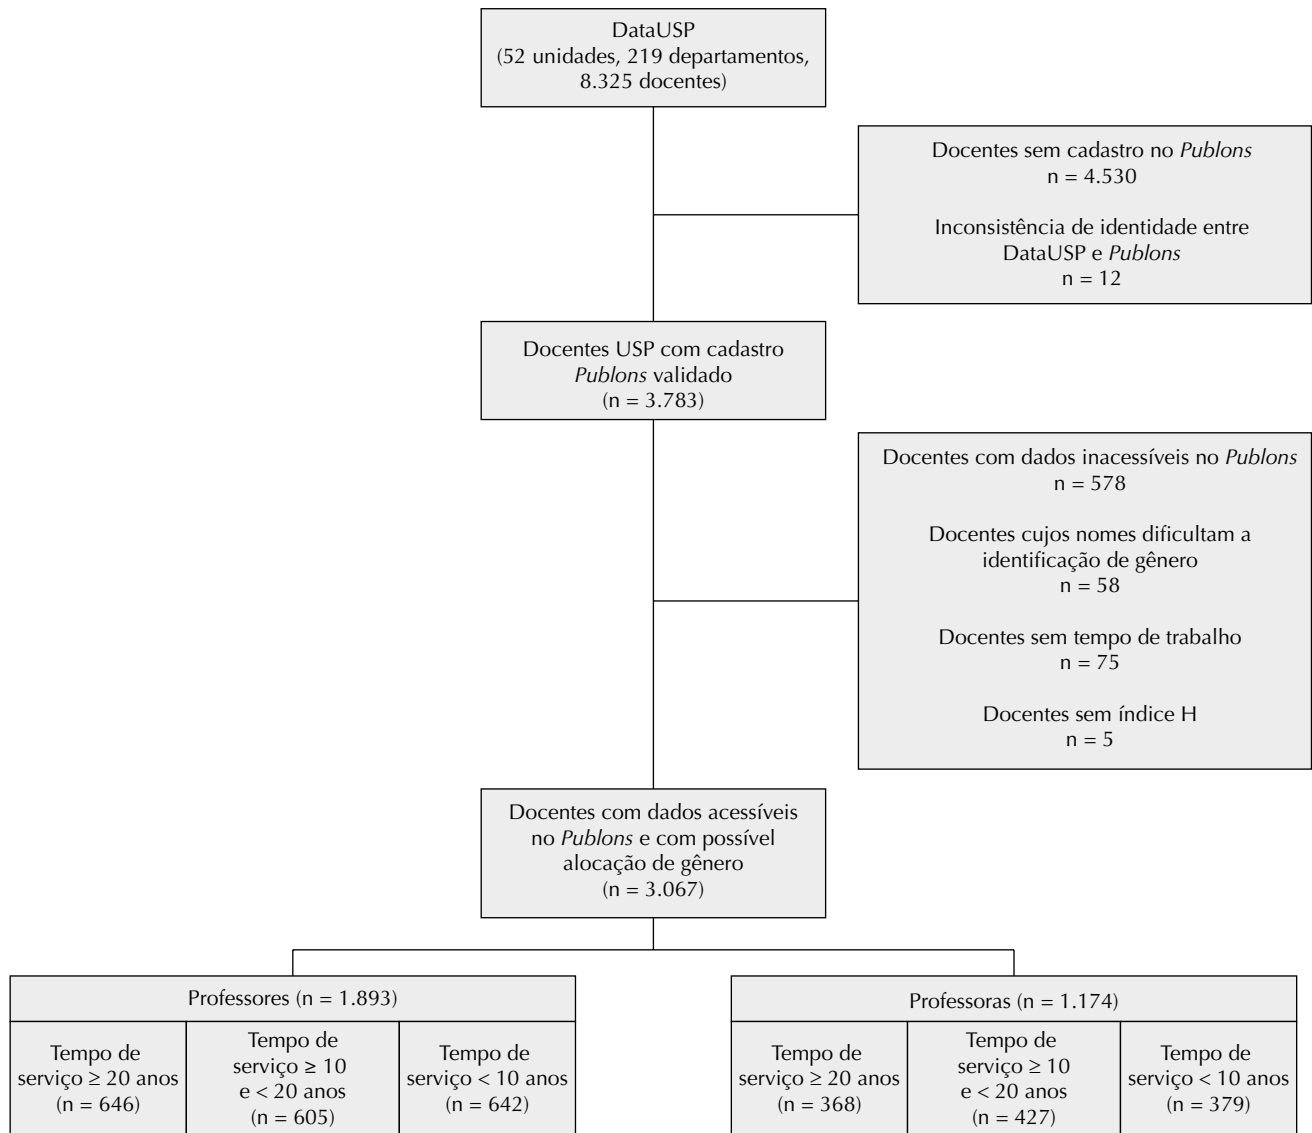 DataUSP
(52 unidades, 219 departamentos,
8.325 docentes)
Docentes sem cadastro no Publons
n = 4.530
Inconsistência de identidade entre
DataUSP e Publons
n = 12
Docentes USP com cadastro
Publons validado
(n = 3.783)
Docentes com dados inacessíveis no Publons
n = 578
Docentes cujos nomes dificultam a
identificação de gênero
n = 58
Docentes sem tempo de trabalho
n = 75
Docentes sem índice H
n = 5
Docentes com dados acessíveis
no Publons e com possível
alocação de gênero
(n = 3.067)
Professores (n = 1.893)
Tempo de
serviço ≥ 20 anos
(n = 646)
Tempo de
serviço ≥ 10
e < 20 anos
(n = 605)
Tempo de
serviço < 10 anos
(n = 642)
Professoras (n = 1.174)
Tempo de
serviço ≥ 20 anos
(n = 368)
Tempo de
serviço ≥ 10
e < 20 anos
(n = 427)
Tempo de
serviço < 10 anos
(n = 379)